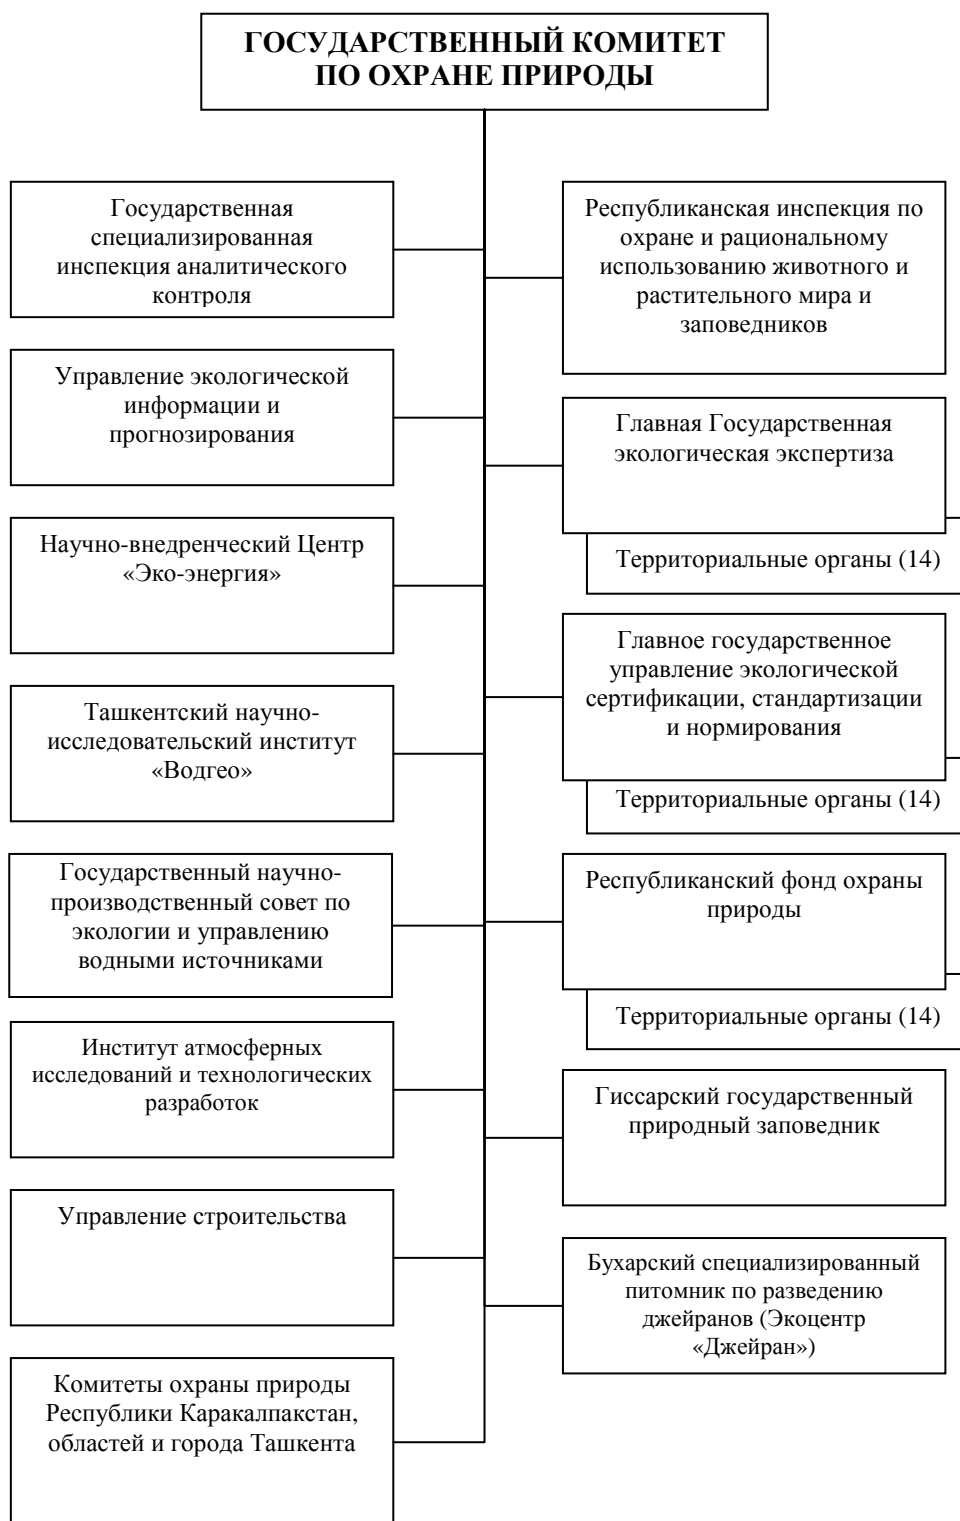 ГОСУДАРСТВЕННЫЙ КОМИТЕТ
ПО ОХРАНЕ ПРИРОДЫ
Государственная
специализированная
инспекция аналитического
контроля
Управление экологической
информации и
прогнозирования
Научно-внедренческий Центр
«Эко-энергия»
Ташкентский научно-
исследовательский институт
«Водгео»
Государственный научно-
производственный совет по
экологии и управлению
водными источниками
Институт атмосферных
исследований и технологических
разработок
Управление строительства
Комитеты охраны природы
Республики Каракалпакстан,
областей и города Ташкента
Республиканская инспекция по
охране и рациональному
использованию животного и
растительного мира и
заповедников
Главная Государственная
экологическая экспертиза
Территориальные органы (14)
Главное государственное
управление экологической
сертификации, стандартизации
и нормирования
Территориальные органы (14)
Республиканский фонд охраны
природы
Территориальные органы (14)
Гиссарский государственный
природный заповедник
Бухарский специализированный
питомник по разведению
джейранов (Экоцентр
«Джейран»)